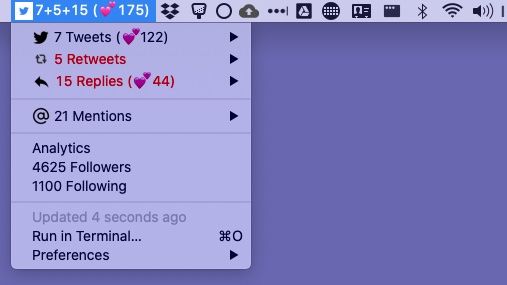 7+5+15 (💕175)
7 Tweets (💕122)
5 Retweets
15 Replies (💕44)
@ 21 Mentions
Analytics
4625 Followers
1100 Following
Updated 4 seconds ago
Run in Terminal... ⌘O
Preferences